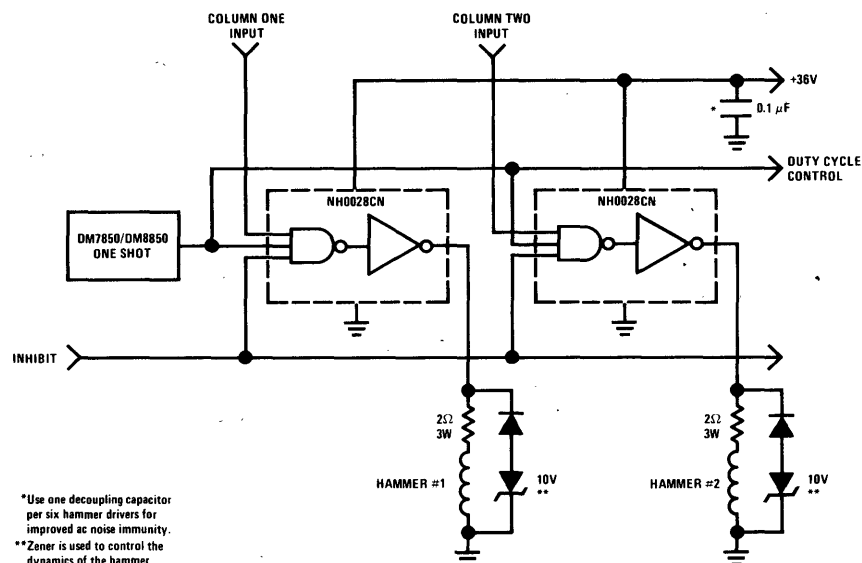 COLUMN ONE
INPUT
COLUMN TWO
INPUT
+36V
*
0.1 μF
DUTY CYCLE
CONTROL
NH0028CN
NH0028CN
DM7850/DM8850
ONE SHOT
INHIBIT
2Ω
3W
2Ω
3W
HAMMER #1
10V
**
HAMMER #2
10V
**
*Use one decoupling capacitor
per six hammer drivers for
improved ac noise immunity.
**Zener is used to control the
dynamics of the hammer.